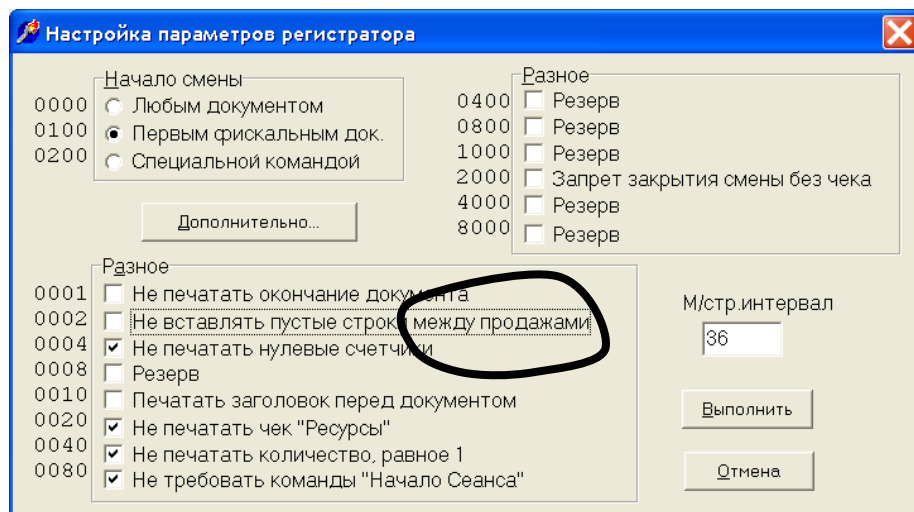 Настройка параметров регистратора
Начало смены
0000 Любым документом
0100 Первым фискальным док.
0200 Специальной командой
Дополнительно...
Разное
0400 Резерв
0800 Резерв
1000 Резерв
2000 Запрет закрытия смены без чека
4000 Резерв
8000 Резерв
Разное
0001 Не печатать окончание документа
0002 Не вставлять пустые строки между продажами
0004 Не печатать нулевые счетчики
0008 Резерв
0010 Печатать заголовок перед документом
0020 Не печатать чек "Ресурсы"
0040 Не печатать количество, равное 1
0080 Не требовать команды "Начало Сеанса"
М/стр.интервал
36
Выполнить
Отмена